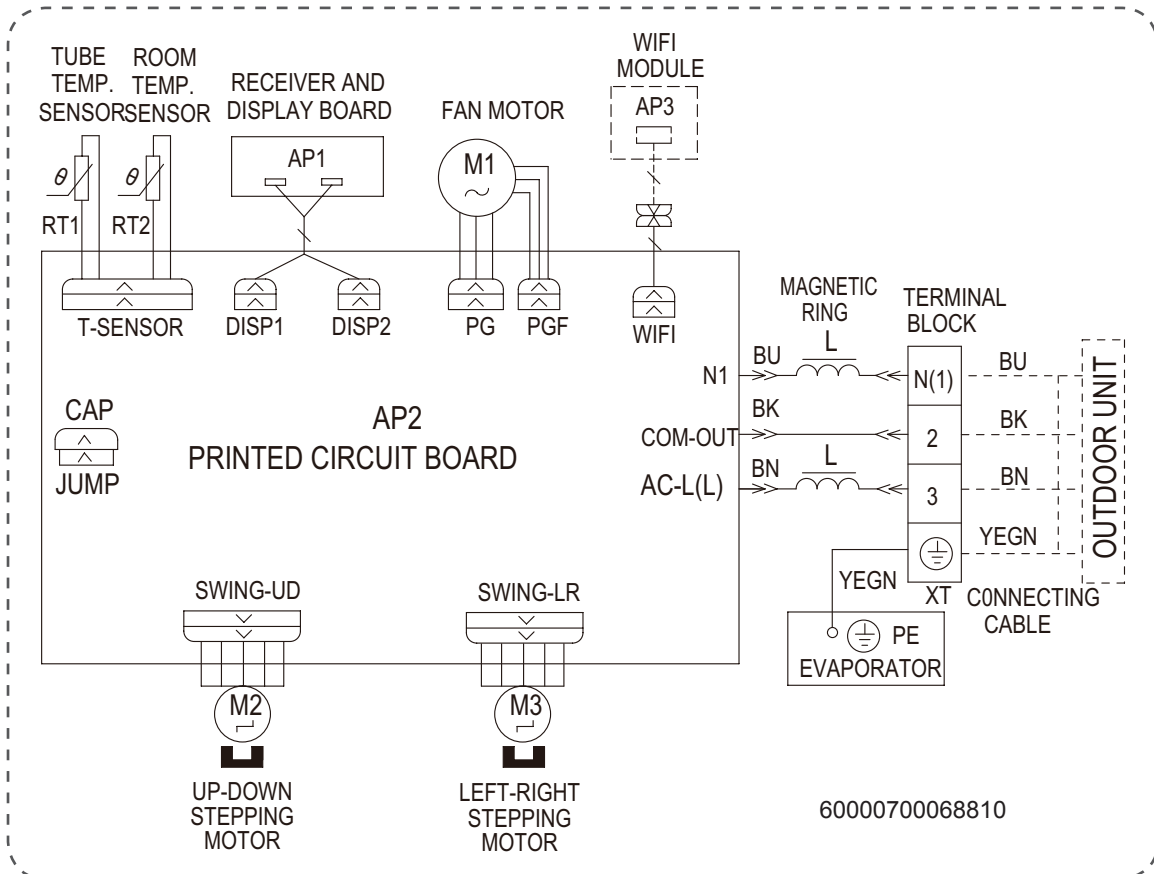 TUBE
TEMP.
SENSOR
ROOM
TEMP.
SENSOR
RECEIVER AND
DISPLAY BOARD
FAN MOTOR
WIFI
MODULE
AP3
AP1
M1
θ
θ
RT1
RT2
T-SENSOR
DISP1
DISP2
PG
PGF
WIFI
MAGNETIC
RING
TERMINAL
BLOCK
L
N1
BU
N(1)
BU
CAP
JUMP
AP2
PRINTED CIRCUIT BOARD
COM-OUT
BK
2
BK
AC-L(L)
BN
L
3
BN
YEGN
OUTDOOR UNIT
YEGN
XT
C0NNECTING
CABLE
PE
EVAPORATOR
SWING-UD
SWING-LR
M2
M3
UP-DOWN
STEPPING
MOTOR
LEFT-RIGHT
STEPPING
MOTOR
60000700068810